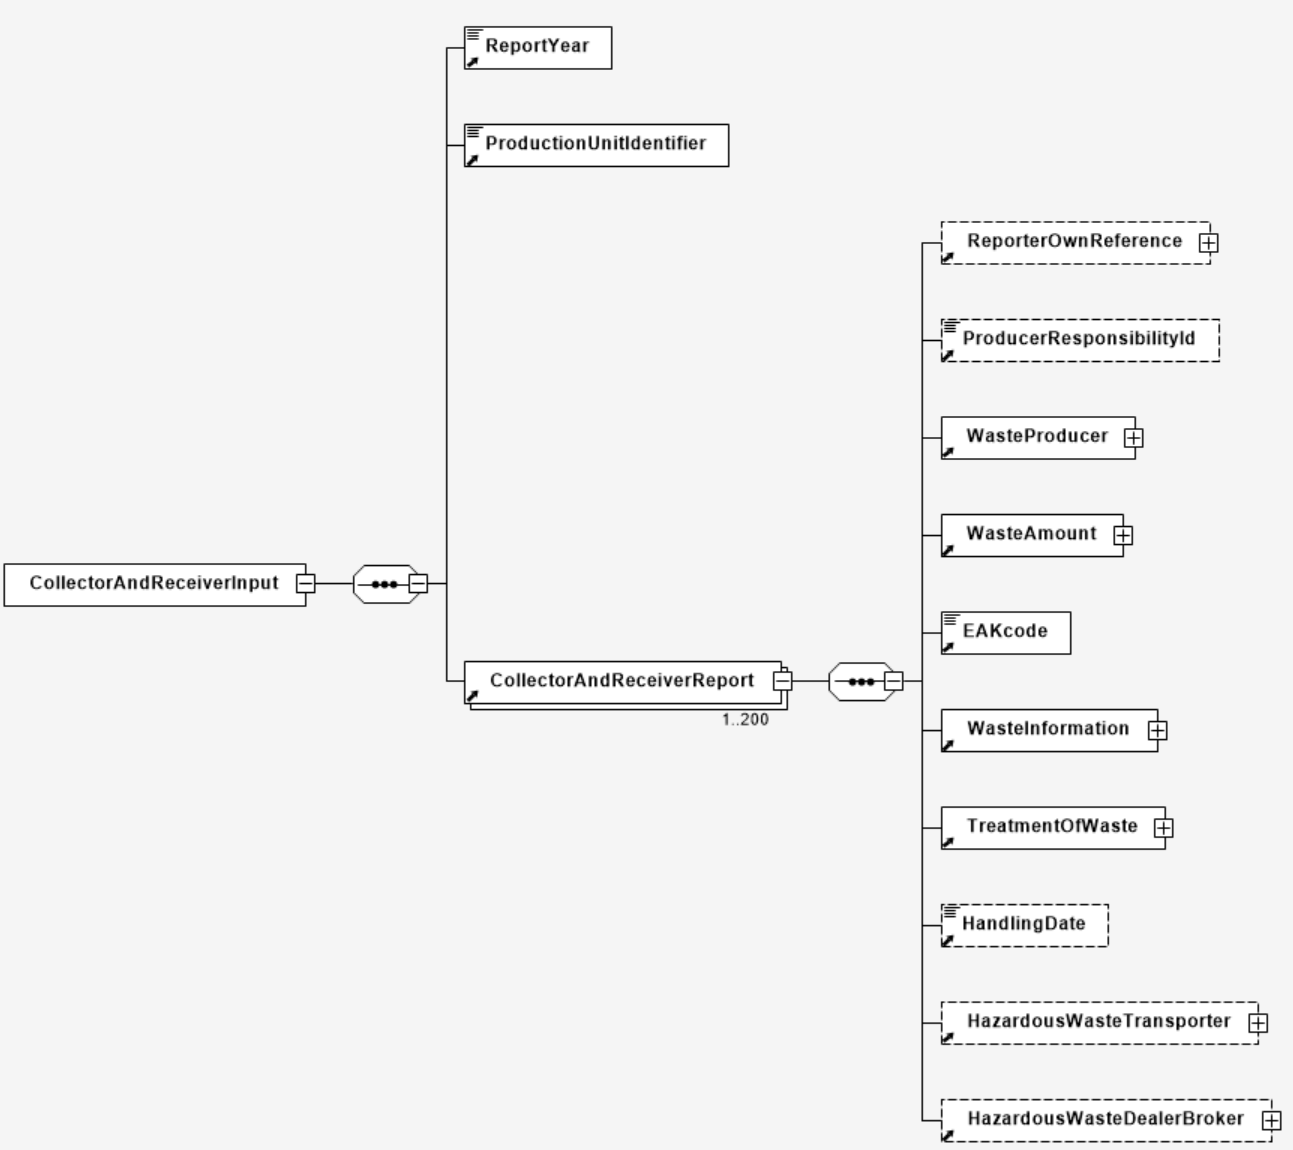 ReportYear
ProductionUnitIdentifier
ReporterOwnReference
ProducerResponsibilityId
WasteProducer
WasteAmount
CollectorAndReceiverInput
EAKcode
CollectorAndReceiverReport
1..200
WasteInformation
TreatmentOfWaste
HandlingDate
HazardousWasteTransporter
HazardousWasteDealerBroker